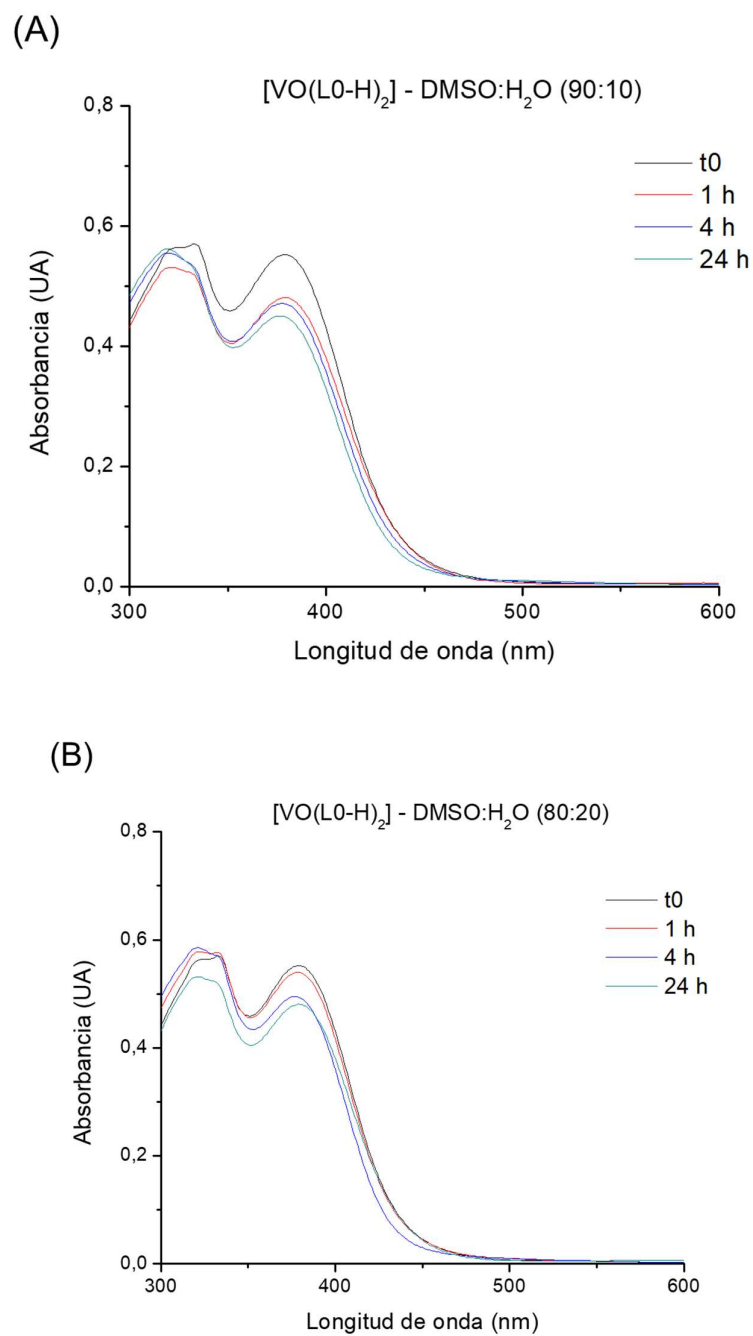 (A)
[VO(L0-H)₂] - DMSO:H₂O (90:10)
t0
1 h
4 h
24 h
0,8
0,6
0,4
0,2
0,0
Absorbancia (UA)
300
400
500
600
Longitud de onda (nm)
(B)
[VO(L0-H)₂] - DMSO:H₂O (80:20)
t0
1 h
4 h
24 h
0,8
0,6
0,4
0,2
0,0
Absorbancia (UA)
300
400
500
600
Longitud de onda (nm)